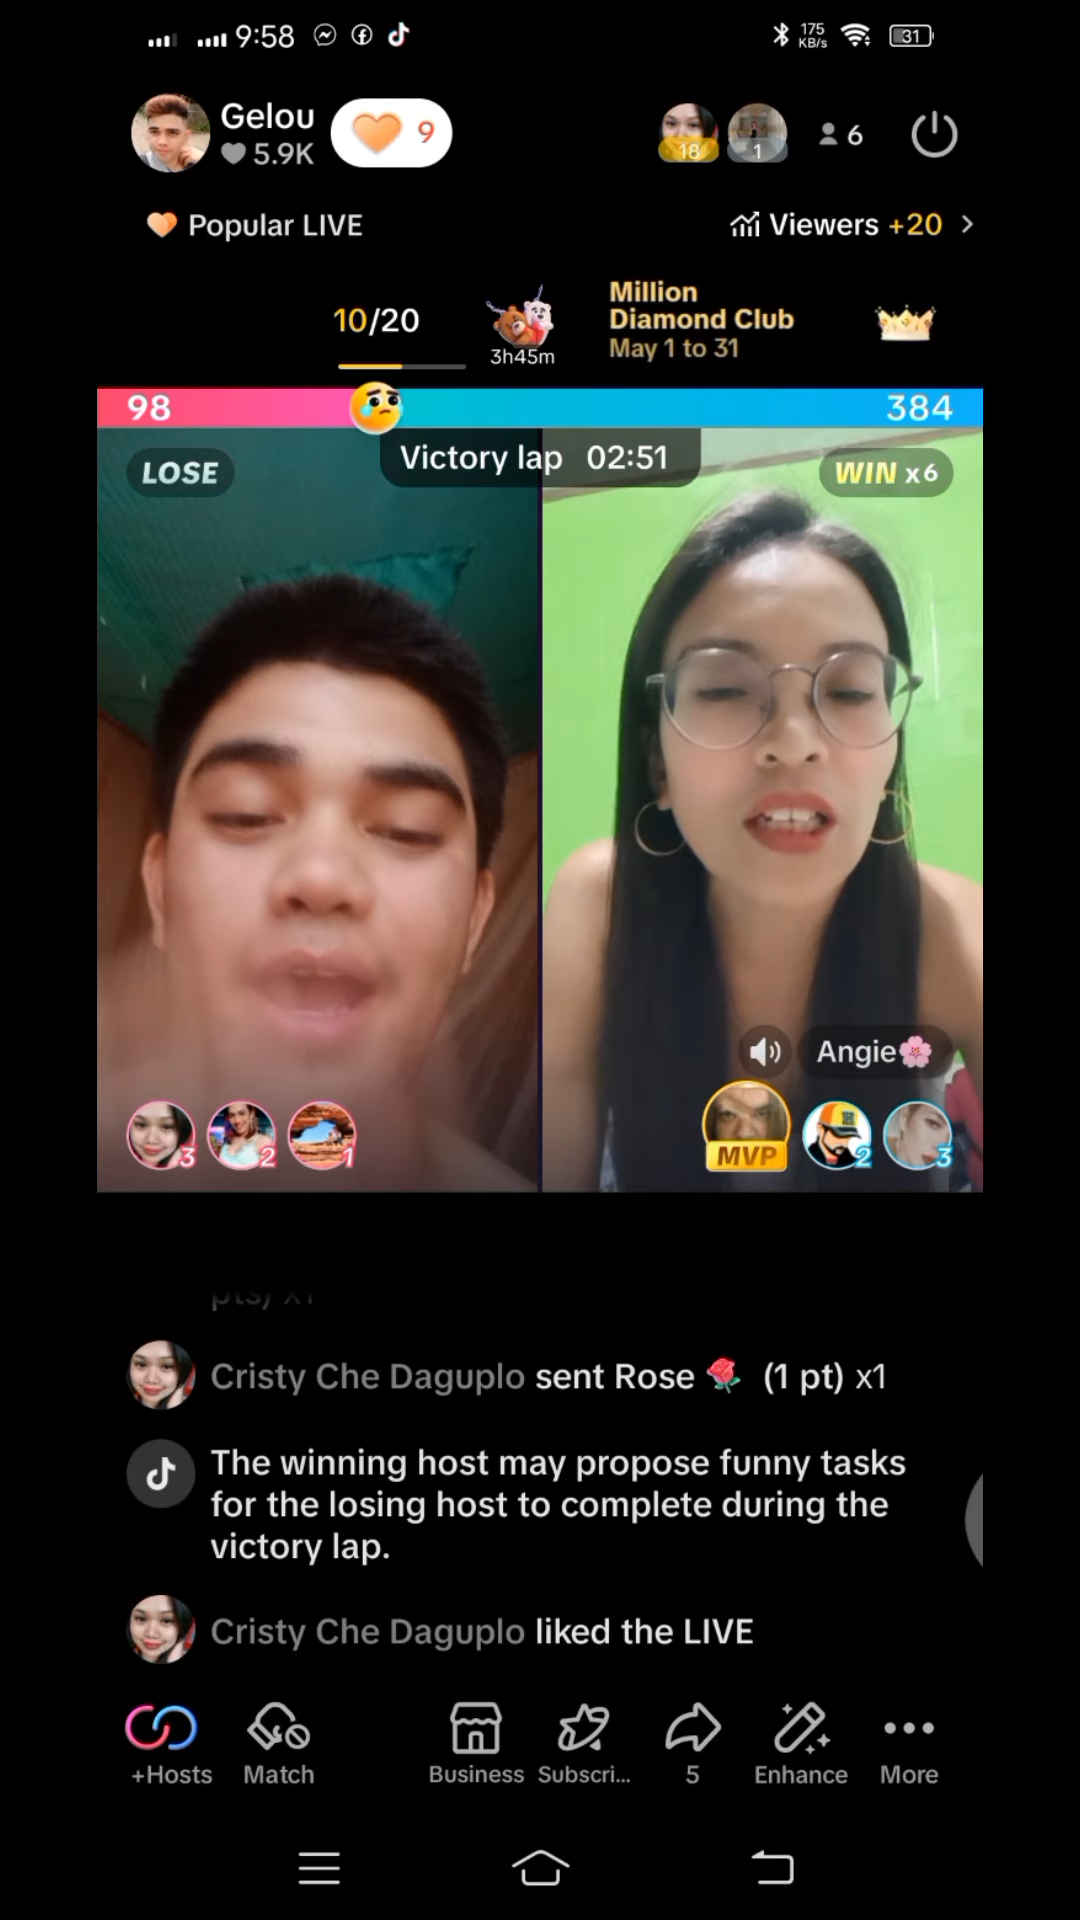 9:58
175
KB/s
31
Gelou
5.9K
9
18
1
6
Popular LIVE
Viewers +20 >
10/20
3h45m
Million
Diamond Club
May 1 to 31
98
384
LOSE
Victory lap 02:51
WIN x6
Angie
3
2
1
MVP
2
3
pts) x1
Cristy Che Daguplo sent Rose (1 pt) x1
The winning host may propose funny tasks
for the losing host to complete during the
victory lap.
Cristy Che Daguplo liked the LIVE
+Hosts
Match
Business
Subscri...
5
Enhance
More